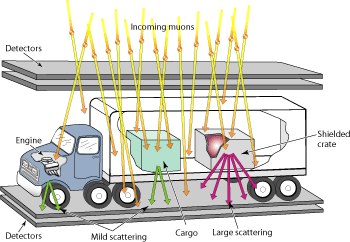 Incoming muons
Detectors
Engine
Shielded
crate
Detectors
Mild scattering
Cargo
Large scattering